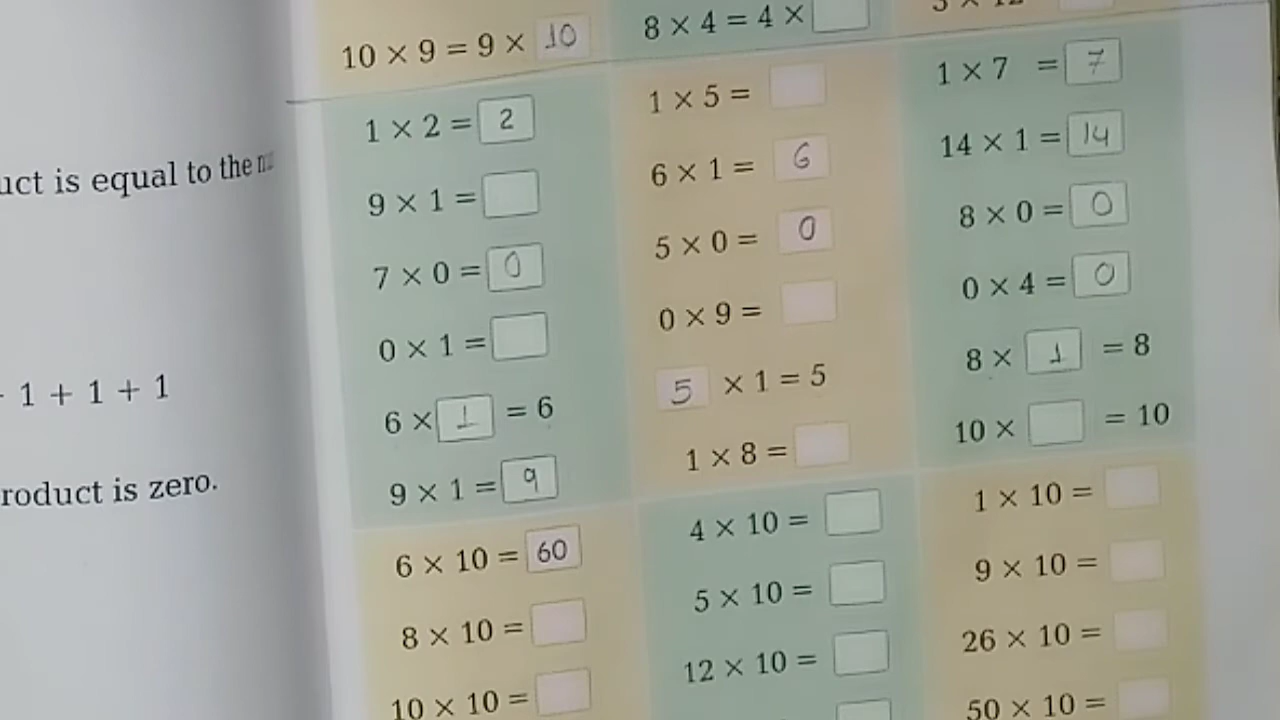 uct is equal to the
1 + 1 + 1
roduct is zero.
10 × 9 = 9 × 10
1 × 2 = 2
9 × 1 =
7 × 0 = 0
0 × 1 =
6 × 1 = 6
9 × 1 = 9
6 × 10 = 60
8 × 10 =
10 × 10 =
8 × 4 = 4 ×
1 × 5 =
6 × 1 = 6
5 × 0 = 0
0 × 9 =
5 × 1 = 5
1 × 8 =
4 × 10 =
5 × 10 =
12 × 10 =
1 × 7 = 7
14 × 1 = 14
8 × 0 = 0
0 × 4 = 0
8 × 1 = 8
10 × = 10
1 × 10 =
9 × 10 =
26 × 10 =
50 × 10 =